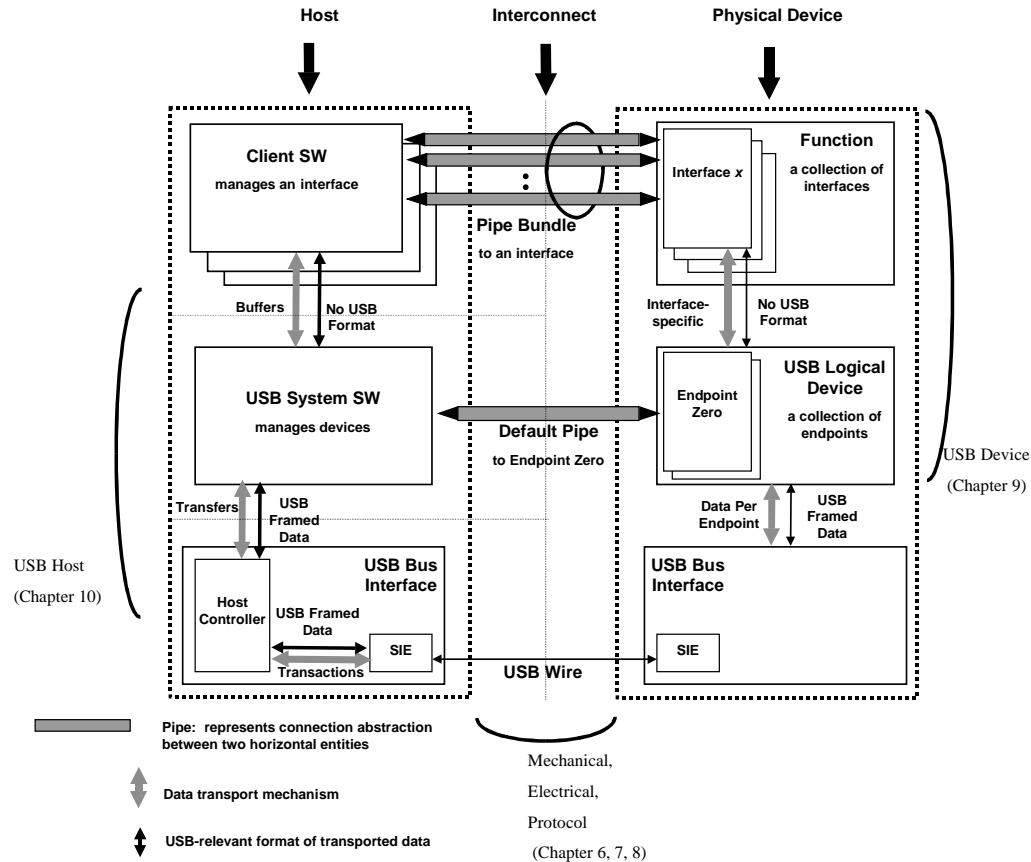 Host
Interconnect
Physical Device
Client SW
manages an interface
Pipe Bundle
to an interface
Interface x
Function
a collection of
interfaces
Buffers
No USB
Format
Interface-
specific
No USB
Format
USB System SW
manages devices
Default Pipe
to Endpoint Zero
Endpoint
Zero
USB Logical
Device
a collection of
endpoints
USB Device
(Chapter 9)
Transfers
USB
Framed
Data
Data Per
Endpoint
USB
Framed
Data
USB Host
(Chapter 10)
USB Bus
Interface
Host
Controller
USB Framed
Data
Transactions
SIE
USB Wire
USB Bus
Interface
SIE
Pipe: represents connection abstraction
between two horizontal entities
Data transport mechanism
USB-relevant format of transported data
Mechanical,
Electrical,
Protocol
(Chapter 6, 7, 8)